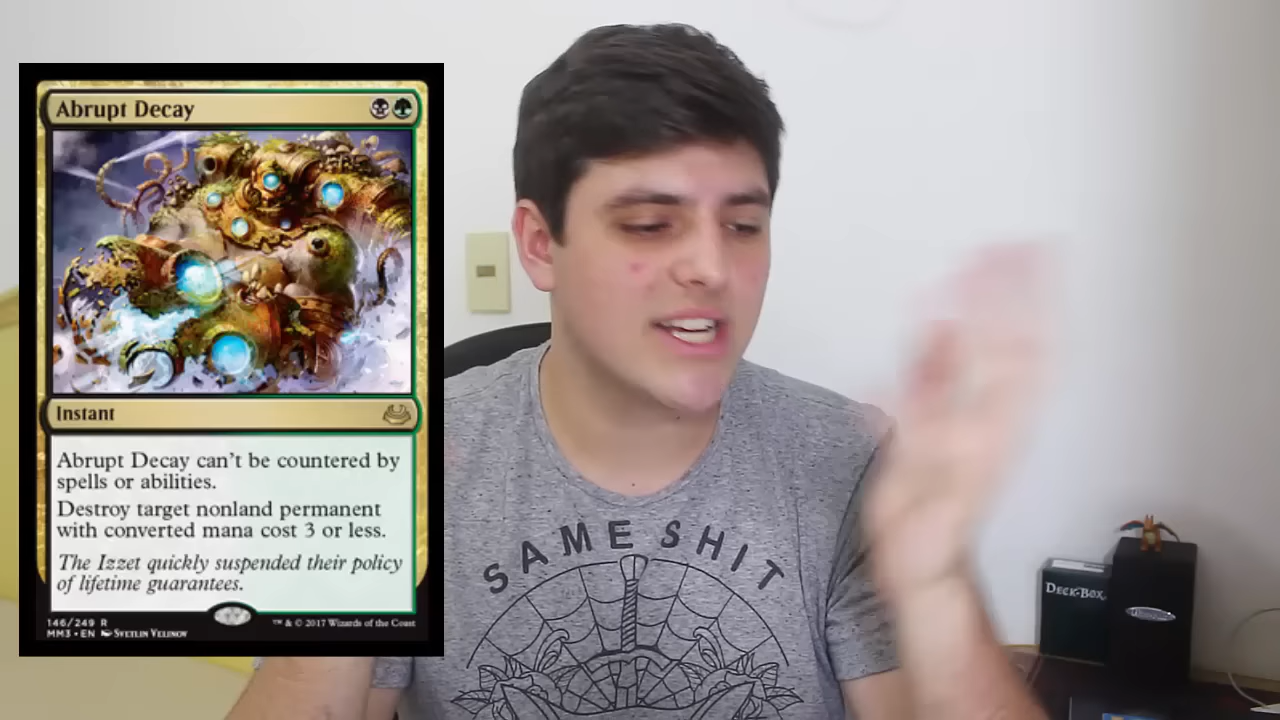 Abrupt Decay
Instant
Abrupt Decay can't be countered by
spells or abilities.
Destroy target nonland permanent
with converted mana cost 3 or less.
The Izzet quickly suspended their policy
of lifetime guarantees.
146/249 R
MM3 • EN Svetlin Velinov
™ & © 2017 Wizards of the Coast
SAME SHIT
DECK-BOX